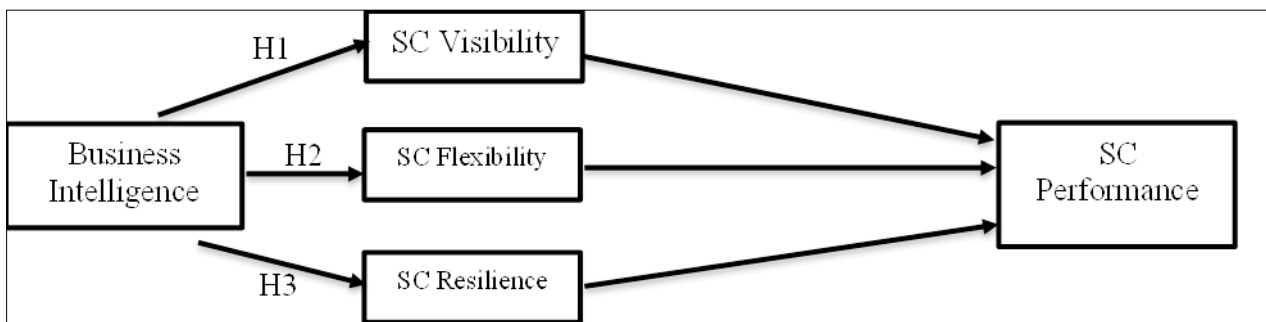 H1
SC Visibility
Business
Intelligence
H2
SC Flexibility
SC
Performance
H3
SC Resilience